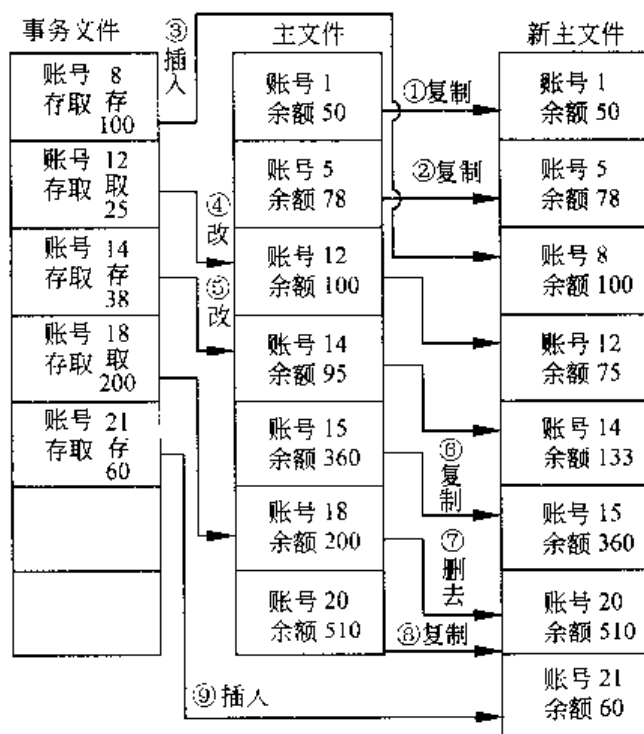 事务文件
账号 8
存取 存
100
账号 12
存取 取
25
账号 14
存取 存
38
账号 18
存取 取
200
账号 21
存取 存
60
③
插
入
④
改
⑤
改
⑨插入
主文件
账号 1
余额 50
账号 5
余额 78
账号 12
余额 100
账号 14
余额 95
账号 15
余额 360
账号 18
余额 200
账号 20
余额 510
①复制
②复制
⑥
复
制
⑦
删
去
⑧复制
新主文件
账号 1
余额 50
账号 5
余额 78
账号 8
余额 100
账号 12
余额 75
账号 14
余额 133
账号 15
余额 360
账号 20
余额 510
账号 21
余额 60